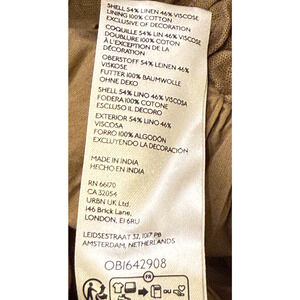 SHELL 54% LINEN 46% VISCOSE
LINING 100% COTTON
EXCLUSIVE OF DECORATION
COQUILLE 54% LIN 46% VISCOSE
DOUBLURE 100% COTON
À L'EXCEPTION DE LA
DÉCORATION
OBERSTOFF 54% LEINEN 46%
VISKOSE
FUTTER 100% BAUMWOLLE
OHNE DEKO
SHELL 54% LINO 46% VISCOSA
FODERA 100% COTONE
ESCLUSO IL DECORO
EXTERIOR 54% LINO 46%
VISCOSA
FORRO 100% ALGODÓN
EXCLUYENDO LA DECORACIÓN
MADE IN INDIA
HECHO EN INDIA
RN 66170
CA 32054
URBN UK Ltd.
146 Brick Lane,
LONDON, E1 6RU
LEIDSESTRAAT 32, 1017 PB
AMSTERDAM, NETHERLANDS
OB1642908
FR